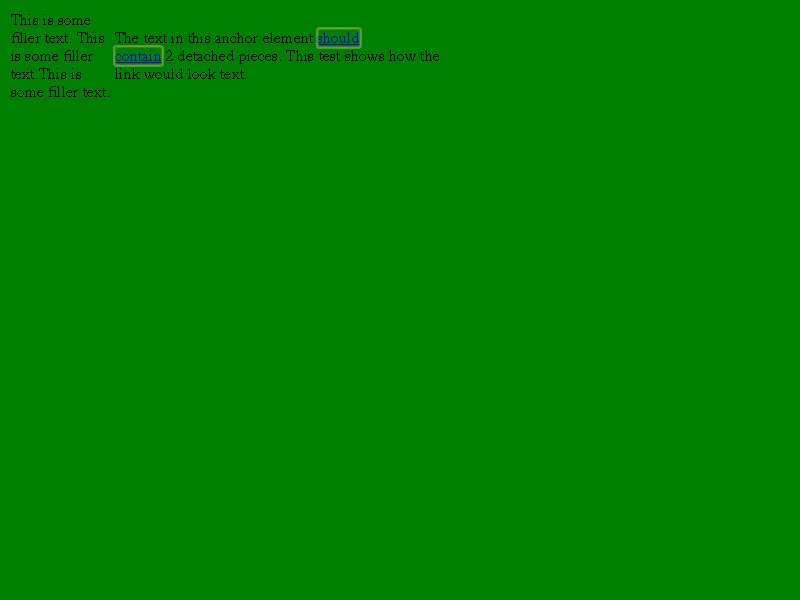 This is some
filler text. This
is some filler
text.This is
some filler text.
The text in this anchor element should
contain 2 detached pieces. This test shows how the
link would look text.